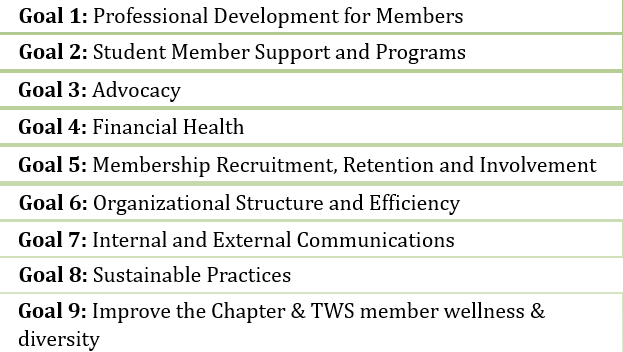 Goal 1: Professional Development for Members
Goal 2: Student Member Support and Programs
Goal 3: Advocacy
Goal 4: Financial Health
Goal 5: Membership Recruitment, Retention and Involvement
Goal 6: Organizational Structure and Efficiency
Goal 7: Internal and External Communications
Goal 8: Sustainable Practices
Goal 9: Improve the Chapter & TWS member wellness &
diversity